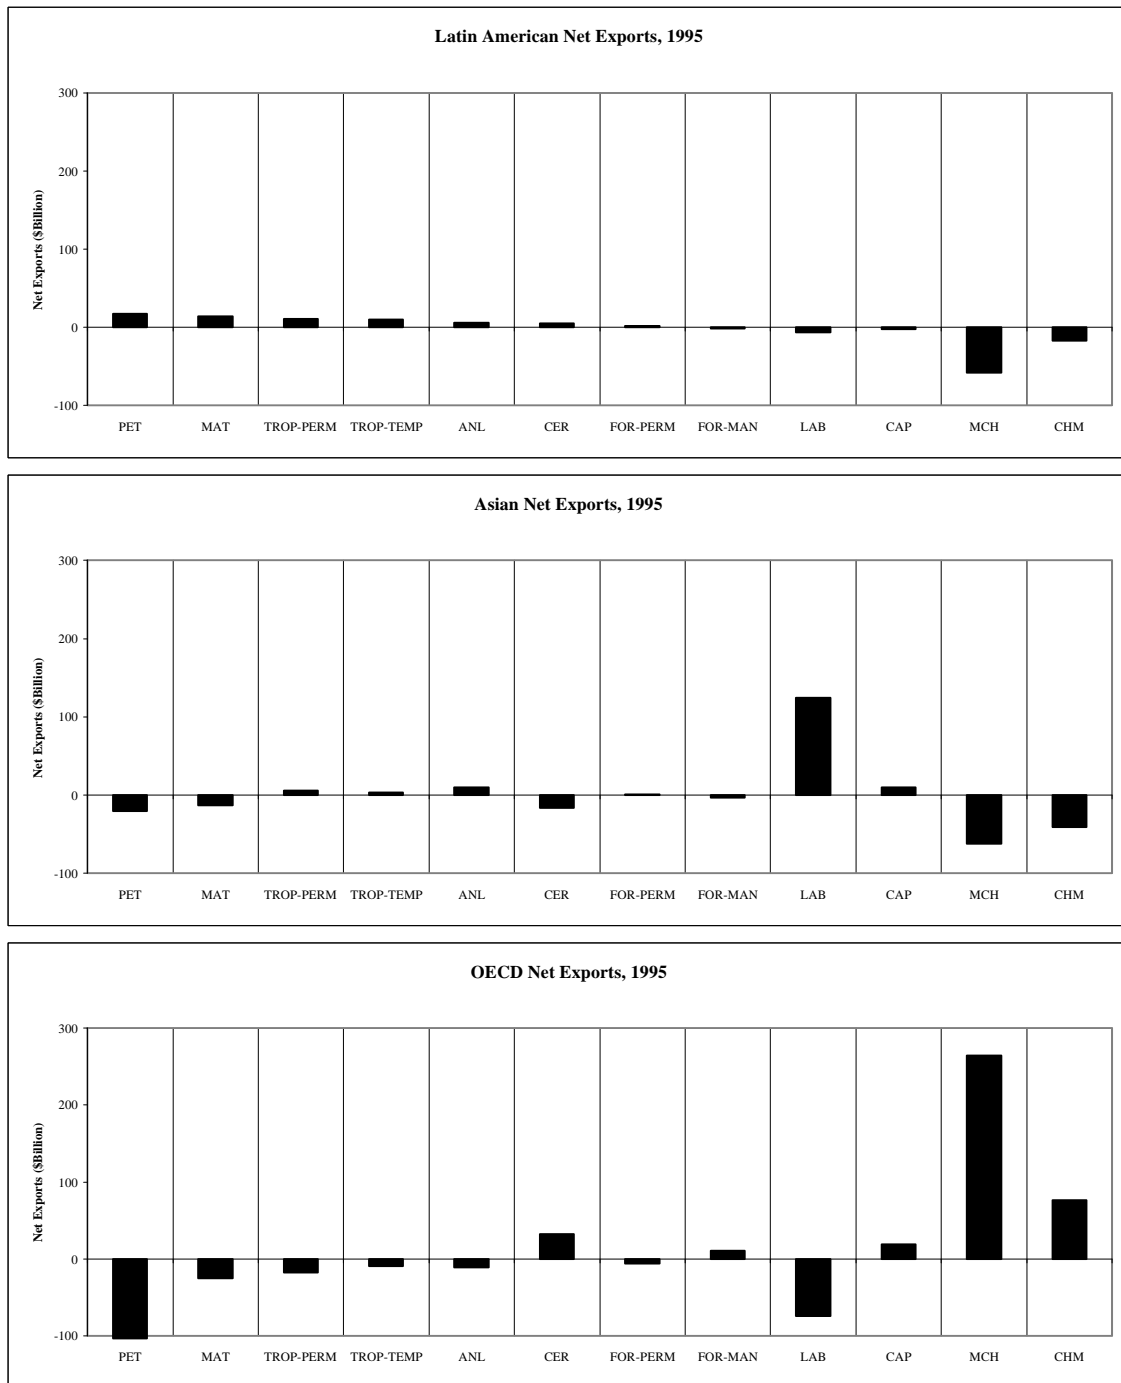 Latin American Net Exports, 1995
300
200
100
0
-100
Net Exports ($Billion)
PET MAT TROP-PERM TROP-TEMP ANL CER FOR-PERM FOR-MAN LAB CAP MCH CHM
Asian Net Exports, 1995
300
200
100
0
-100
Net Exports ($Billion)
PET MAT TROP-PERM TROP-TEMP ANL CER FOR-PERM FOR-MAN LAB CAP MCH CHM
OECD Net Exports, 1995
300
200
100
0
-100
Net Exports ($Billion)
PET MAT TROP-PERM TROP-TEMP ANL CER FOR-PERM FOR-MAN LAB CAP MCH CHM